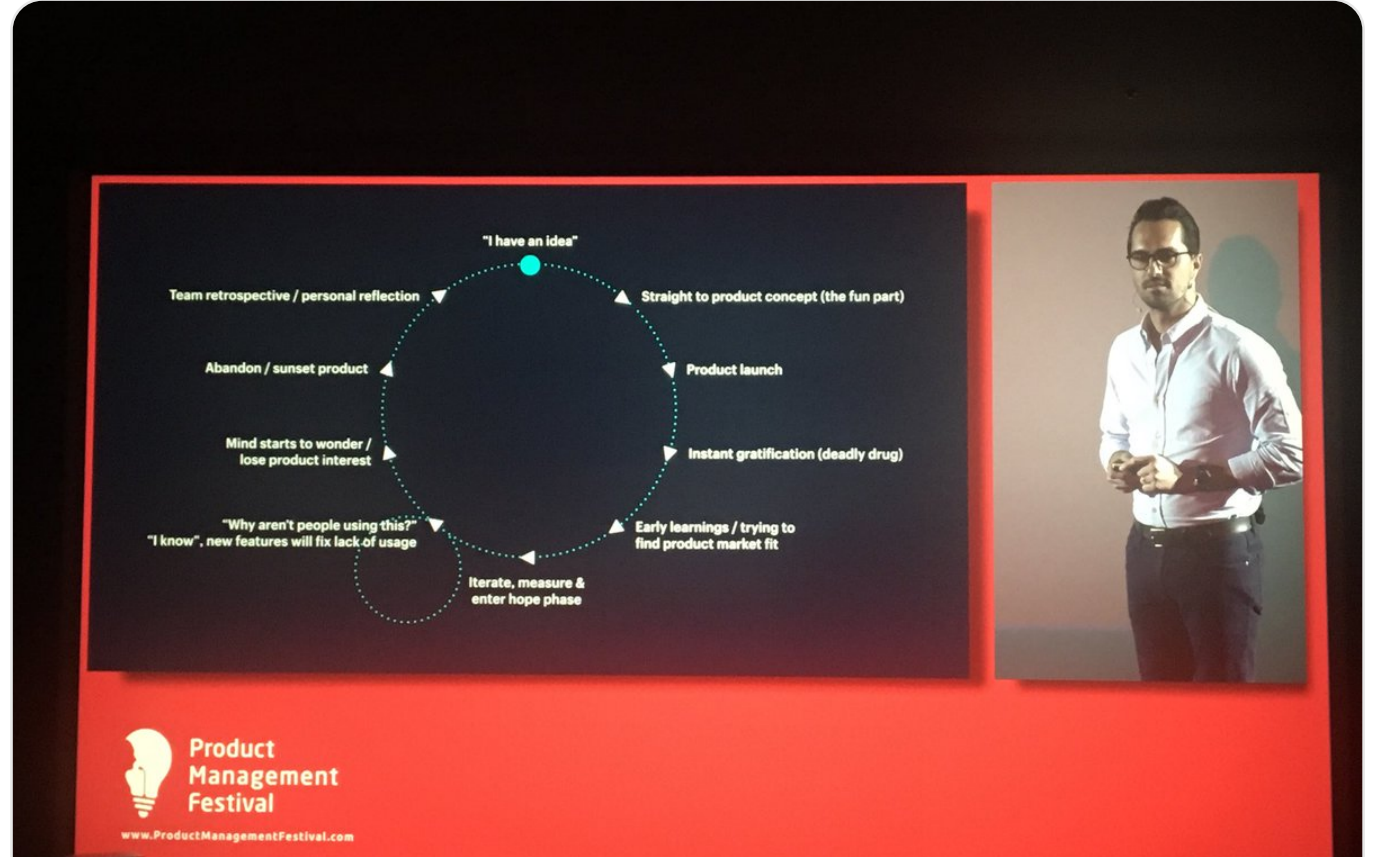 "I have an idea"
Straight to product concept (the fun part)
Product launch
Instant gratification (deadly drug)
Early learnings / trying to
find product market fit
Iterate, measure &
enter hope phase
"Why aren't people using this?"
"I know", new features will fix lack of usage
Mind starts to wonder /
lose product interest
Abandon / sunset product
Team retrospective / personal reflection
Product
Management
Festival
www.ProductManagementFestival.com